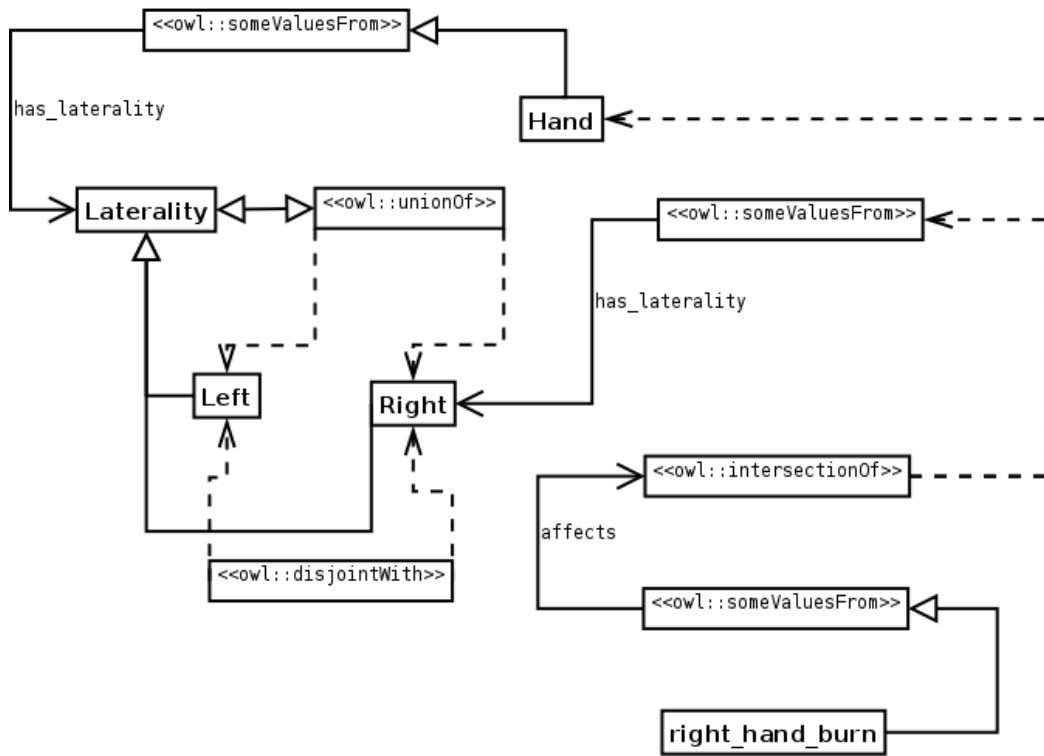 <<owl::someValuesFrom>>
has_laterality
Hand
Laterality
<<owl::unionOf>>
<<owl::someValuesFrom>>
has_laterality
Left
Right
<<owl::intersectionOf>>
affects
<<owl::disjointWith>>
<<owl::someValuesFrom>>
right_hand_burn